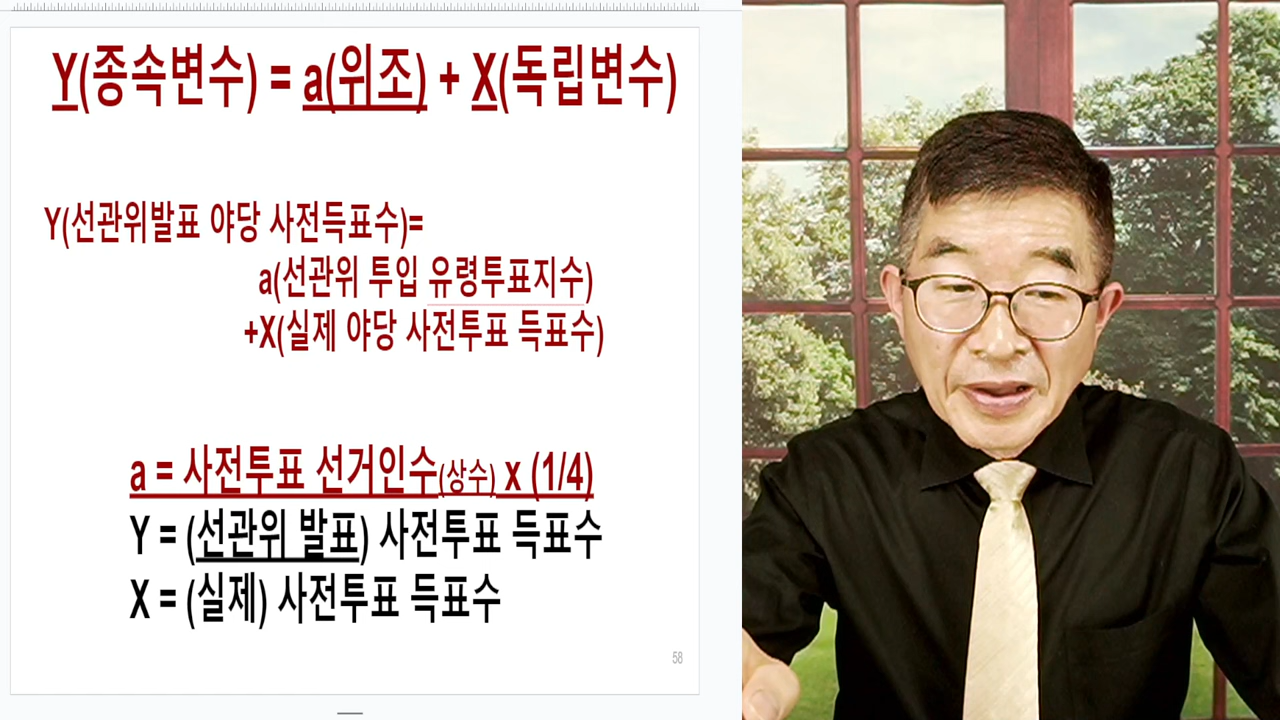 Y(종속변수) = a(위조) + X(독립변수)
Y(선관위발표 야당 사전득표수)=
a(선관위 투입 유령투표지수)
+X(실제 야당 사전투표 득표수)
a = 사전투표 선거인수(상수) x (1/4)
Y = (선관위 발표) 사전투표 득표수
X = (실제) 사전투표 득표수
58